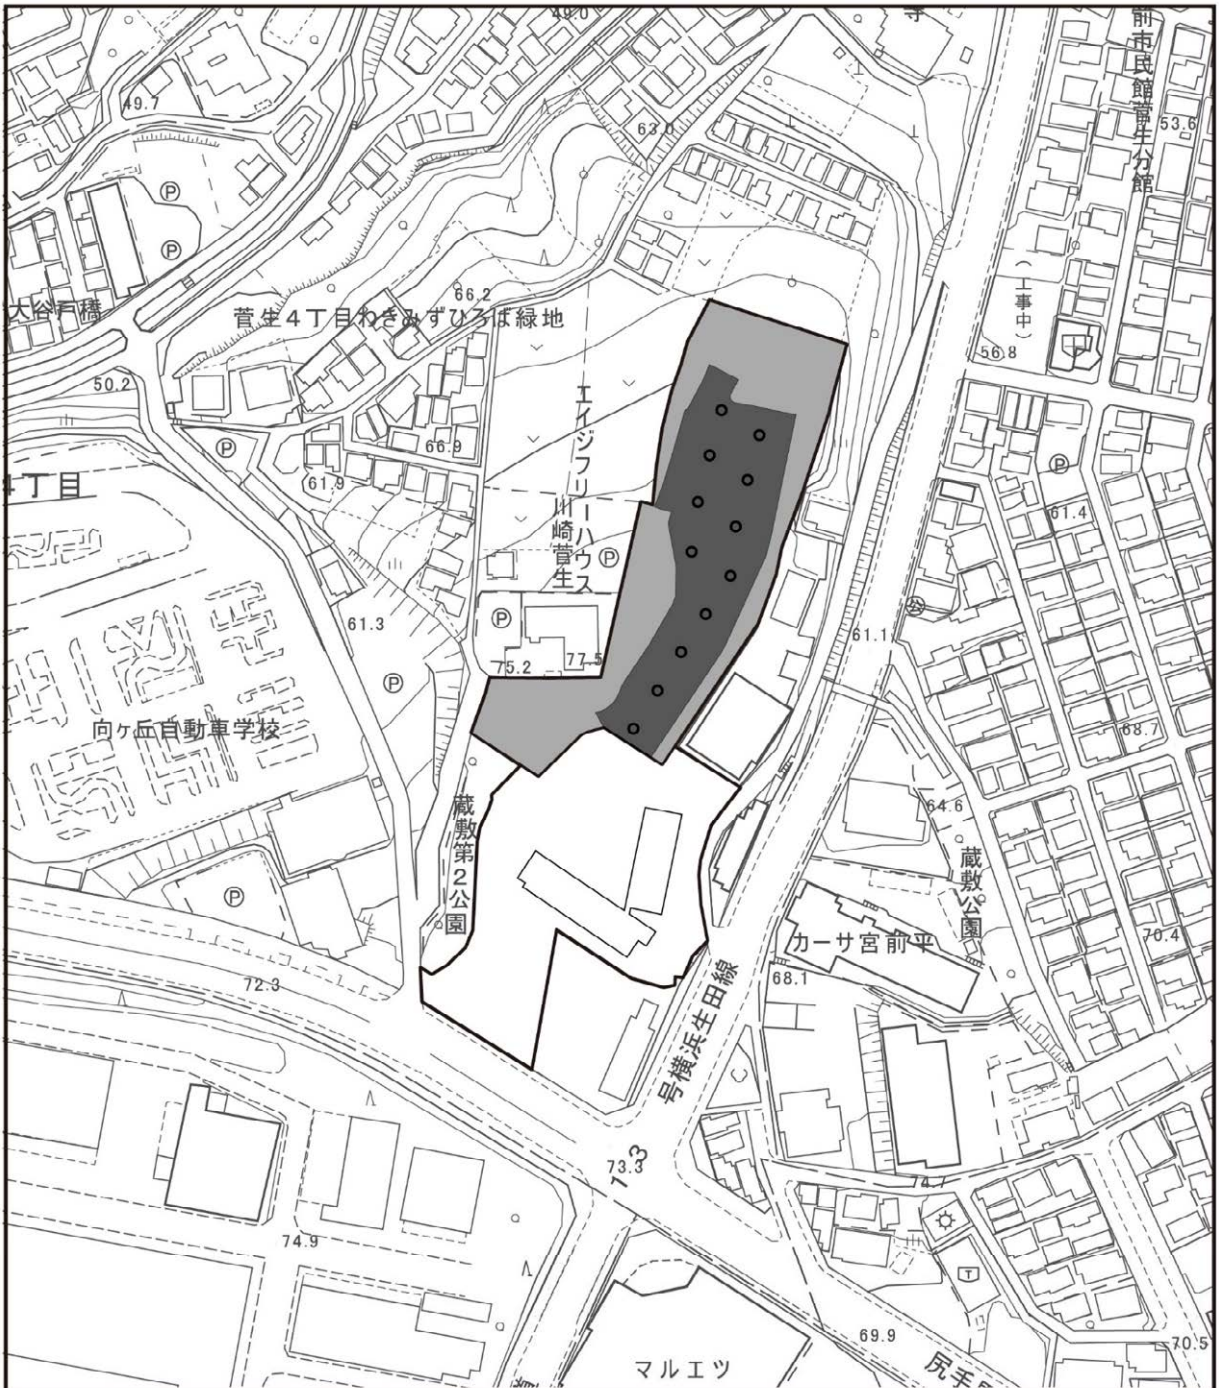 49.0
寺
前市民館菅生分館
49.7
63.0
53.6
Ⓟ
Ⓟ
大谷戸橋
66.2
菅生4丁目わきみずひろば緑地
(工事中)
56.8
50.2
エイジフリーハウス
川崎菅生
66.9
Ⓟ
Ⓟ
4丁目
61.9
61.4
Ⓟ
61.3
Ⓟ
公
61.1
75.2
77.5
Ⓟ
向ヶ丘自動車学校
68.7
蔵敷第2公園
64.6
蔵敷公園
Ⓟ
カーサ宮前平
70.4
72.3
68.1
号横浜生田線
73.3
13
74.7
74.9
T
69.9
70.5
マルエツ
尻手